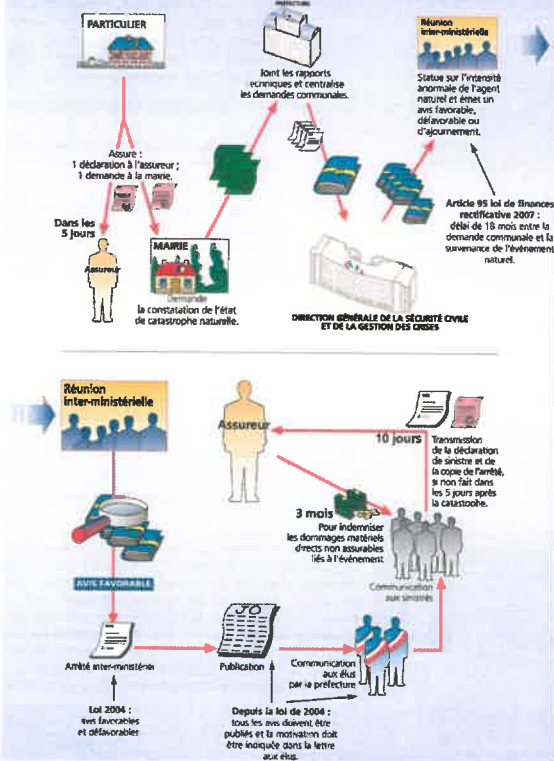 PRÉFECTURE
PARTICULIER
Réunion
inter-ministérielle
Joint les rapports
techniques et centralise
les demandes communales.
Statue sur l'intensité
anormale de l'agent
naturel et émet un
avis favorable,
défavorable ou
d'ajournement.
Assure :
1 déclaration à l'assureur ;
1 demande à la mairie.
Dans les
5 jours
Assureur
MAIRIE
Demande
la constatation de l'état
de catastrophe naturelle.
Article 95 loi de finances
rectificative 2007 :
délai de 18 mois entre la
demande communale et la
survenance de l'événement
naturel.
DIRECTION GÉNÉRALE DE LA SÉCURITÉ CIVILE
ET DE LA GESTION DES CRISES
Réunion
inter-ministérielle
Assureur
10 jours
Transmission
de la déclaration
de sinistre et de
la copie de l'arrêté,
si non fait dans
les 5 jours après
la catastophe.
3 mois
Pour indemniser
les dommages matériels
directs non assurables
liés à l'événement
Communication
aux sinistrés
AVIS FAVORABLE
JO
Arrêté inter-ministériel
Publication
Communication
aux élus
par la préfecture
Loi 2004 :
avis favorables
et défavorables
Depuis la loi de 2004 :
tous les avis doivent être
publiés et la motivation doit
être indiquée dans la lettre
aux élus.